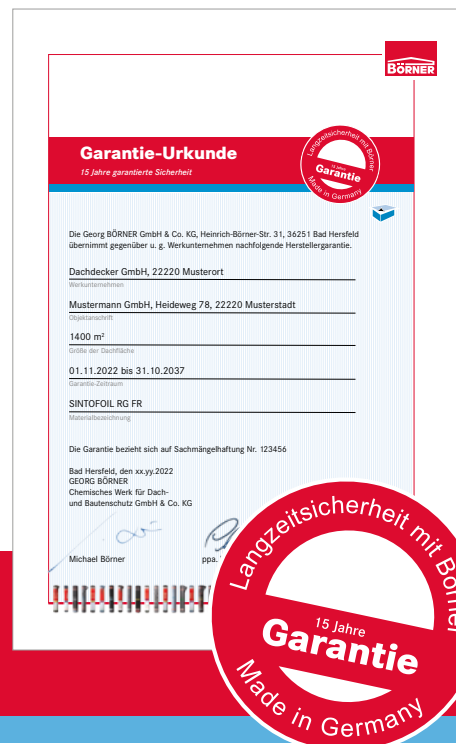 BÖRNER
Garantie-Urkunde
15 Jahre garantierte Sicherheit
Langzeitsicherheit mit Börner
15 Jahre
Garantie
Made in Germany
Die Georg BÖRNER GmbH & Co. KG, Heinrich-Börner-Str. 31, 36251 Bad Hersfeld
übernimmt gegenüber u. g. Werkunternehmen nachfolgende Herstellergarantie.
Dachdecker GmbH, 22220 Musterort
Werkunternehmen
Mustermann GmbH, Heideweg 78, 22220 Musterstadt
Objektanschrift
1400 m²
Größe der Dachfläche
01.11.2022 bis 31.10.2037
Garantie-Zeitraum
SINTOFOIL RG FR
Materialbezeichnung
Die Garantie bezieht sich auf Sachmängelhaftung Nr. 123456
Bad Hersfeld, den xx.yy.2022
GEORG BÖRNER
Chemisches Werk für Dach-
und Bautenschutz GmbH & Co. KG
Michael Börner
ppa.
Langzeitsicherheit mit Börner
15 Jahre
Garantie
Made in Germany